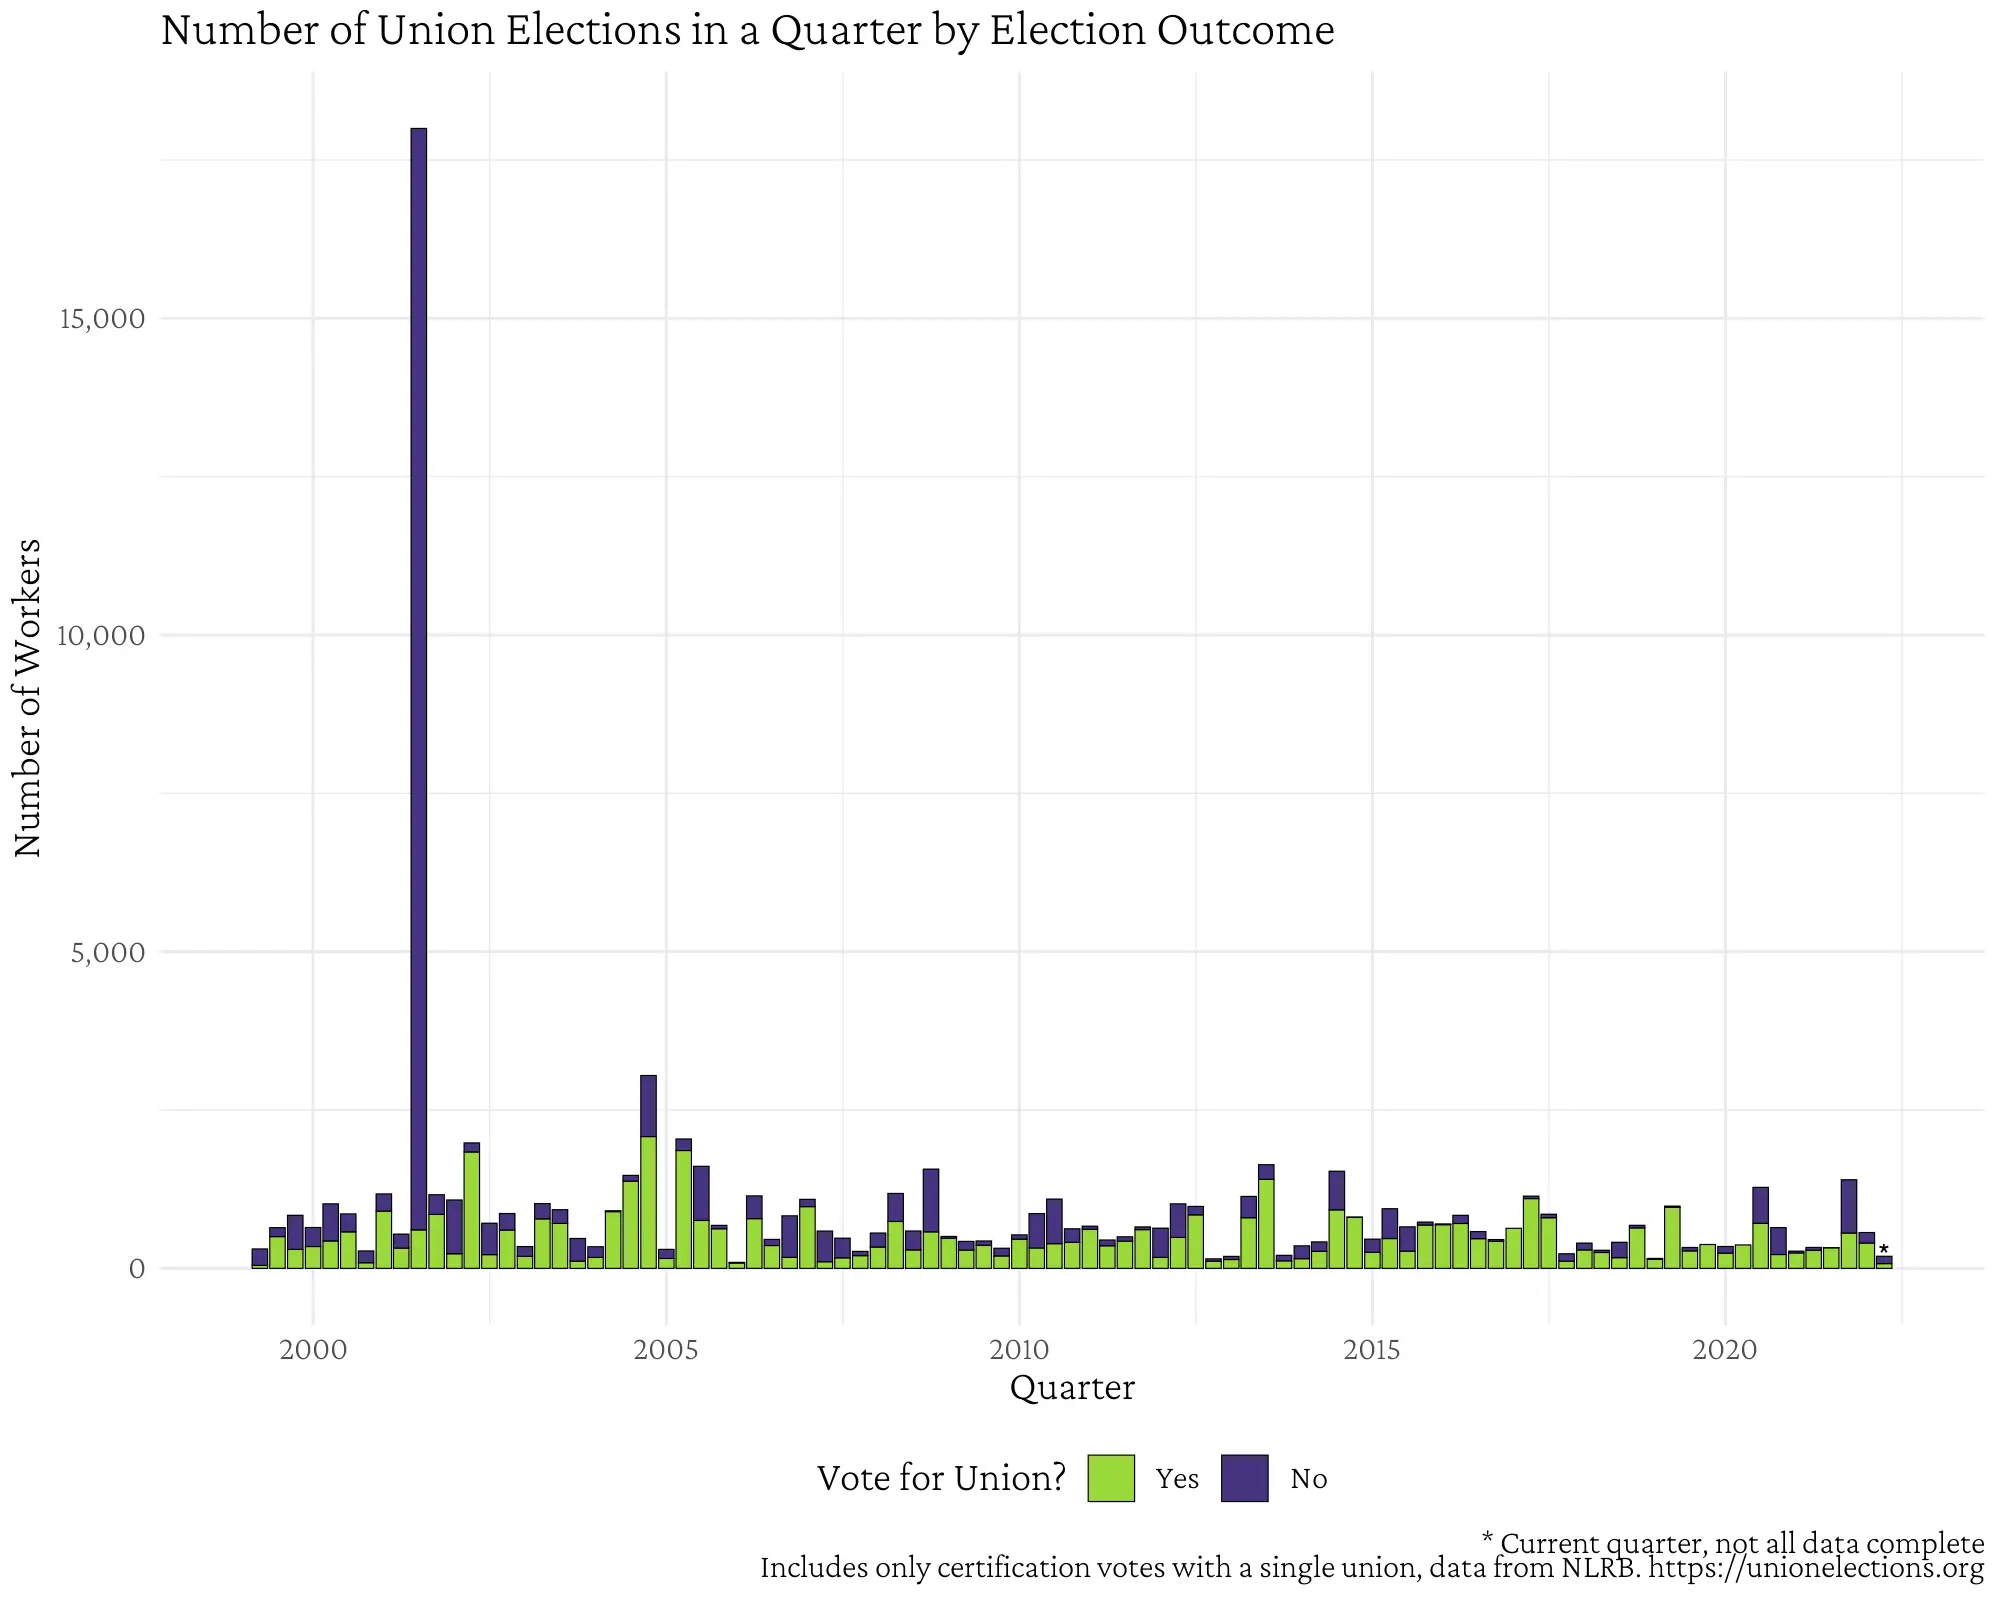 Number of Union Elections in a Quarter by Election Outcome
Number of Workers
15,000
10,000
5,000
0
*
2000 2005 2010 2015 2020
Quarter
Vote for Union? Yes No
* Current quarter, not all data complete
Includes only certification votes with a single union, data from NLRB. https://unionelections.org